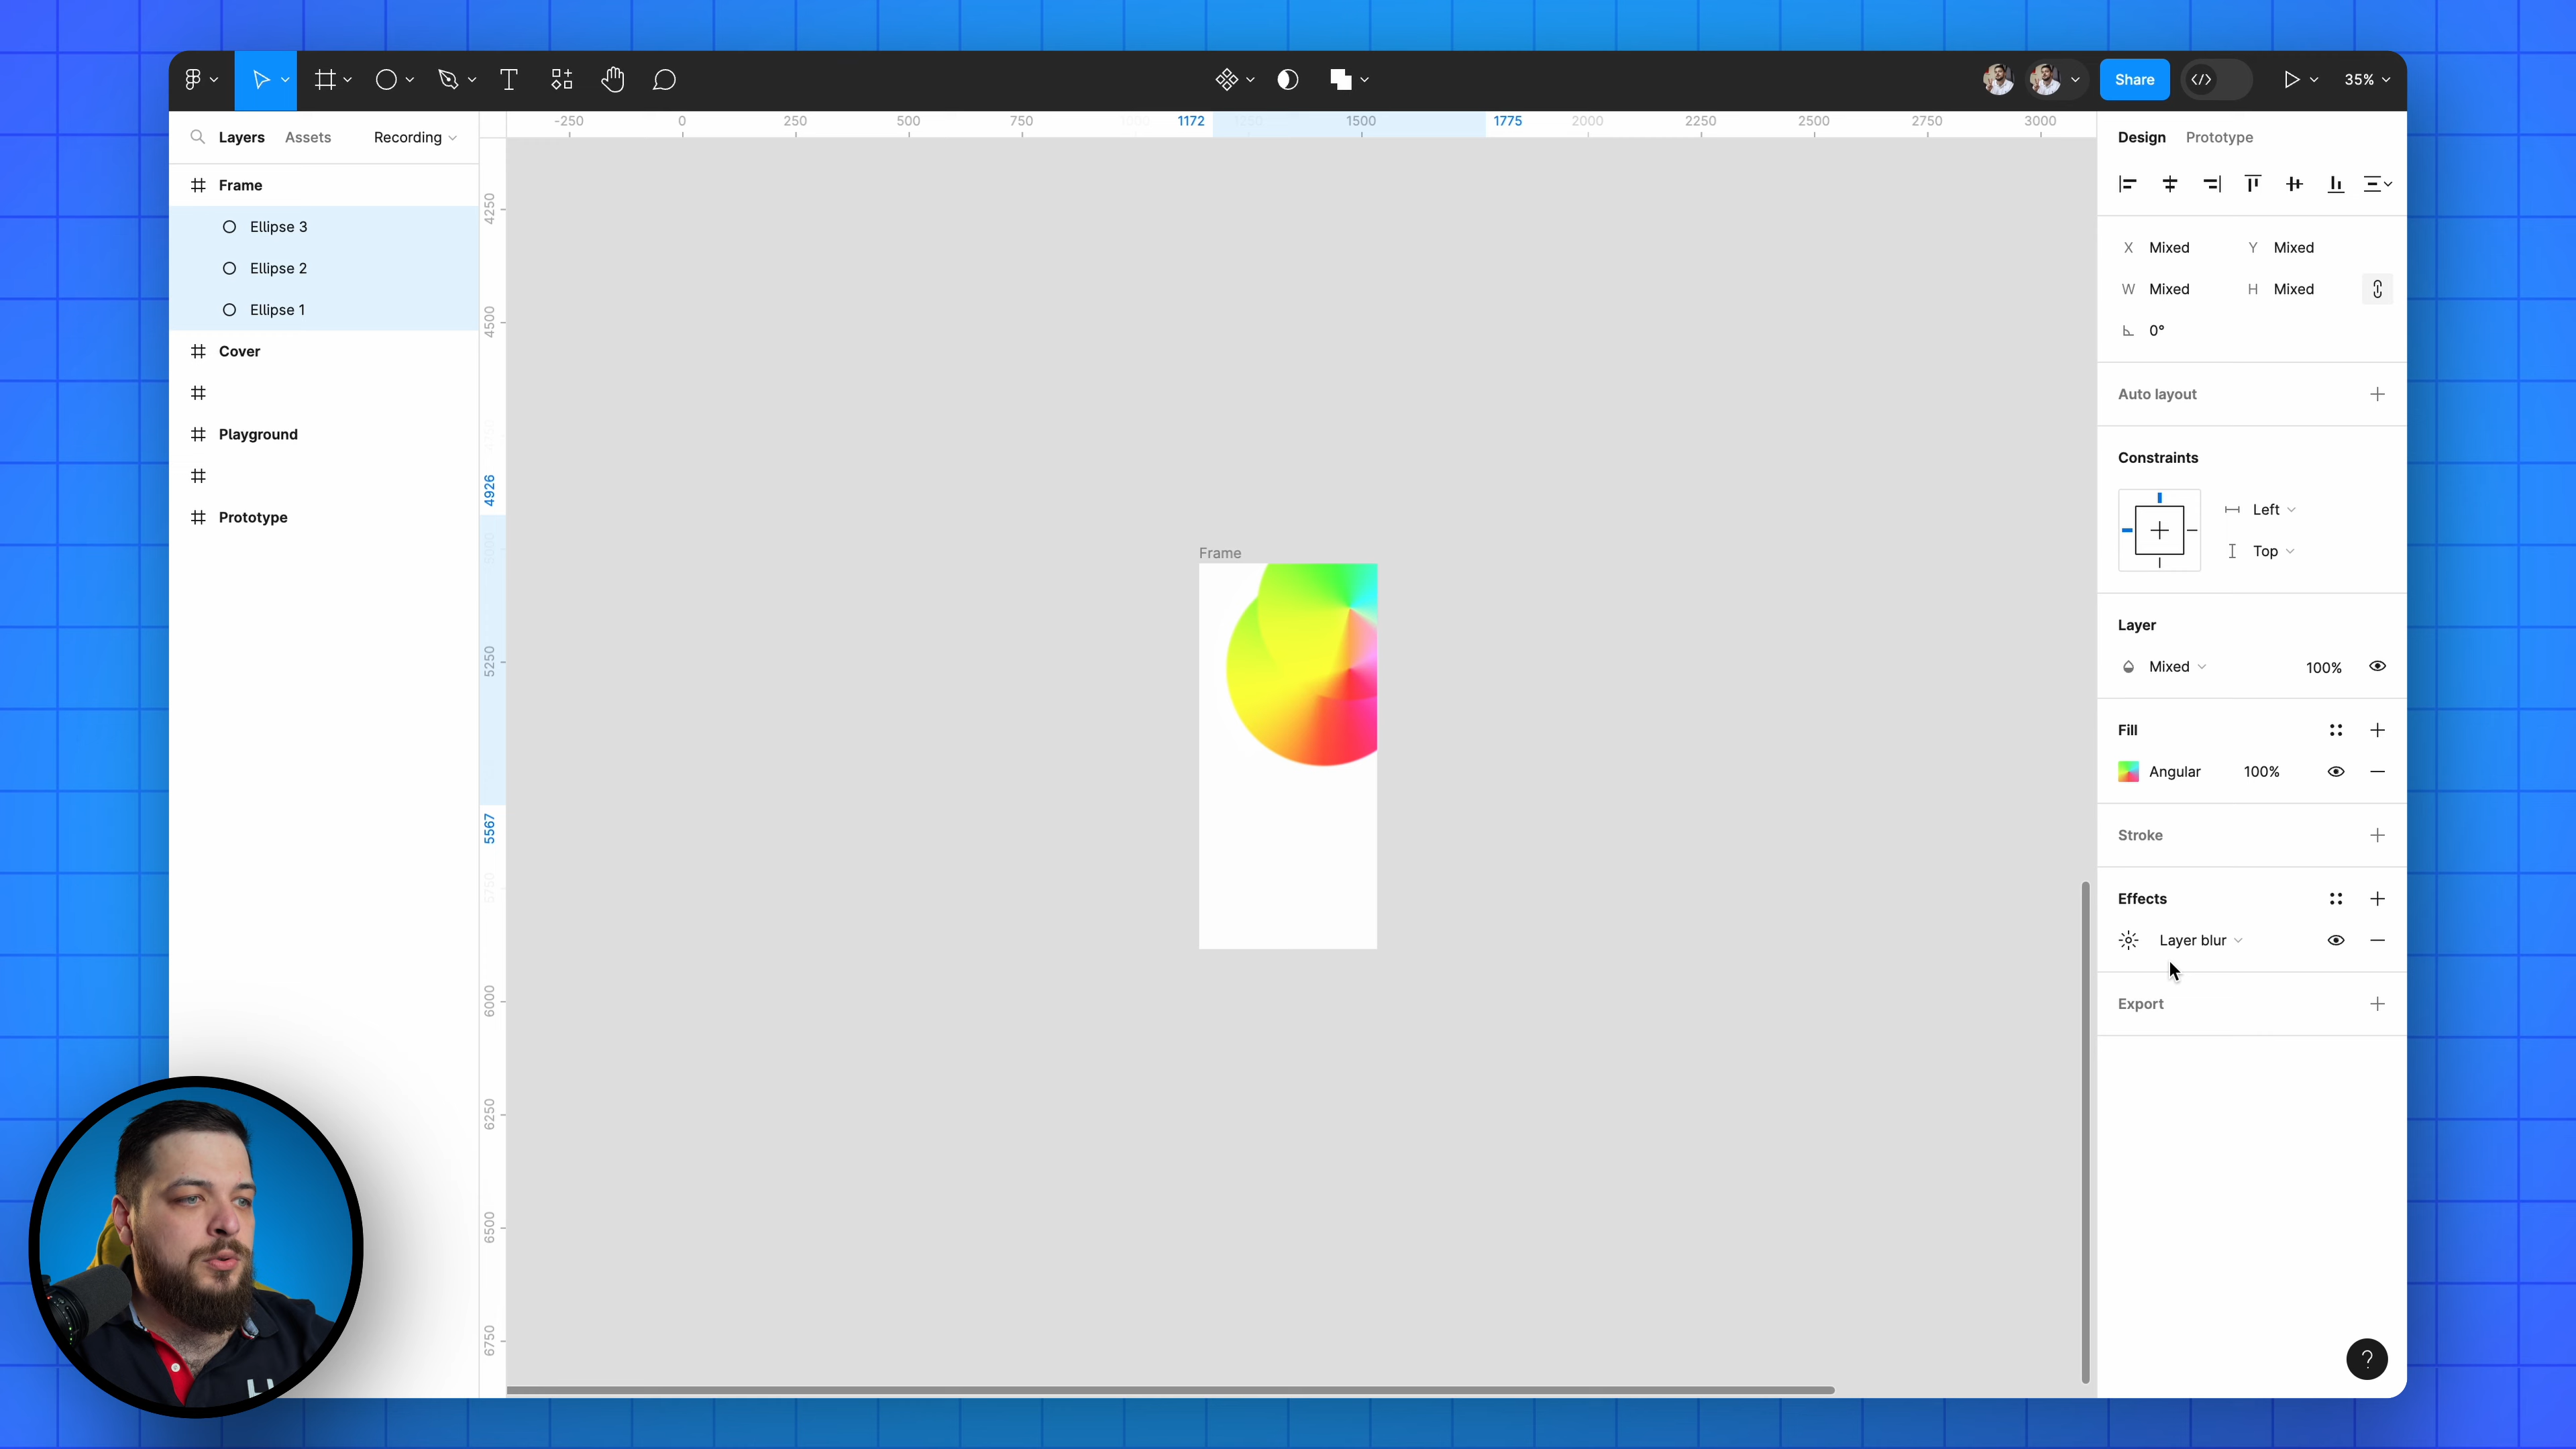 Share
35%
Layers
Assets
Recording
Frame
Ellipse 3
Ellipse 2
Ellipse 1
Cover
Playground
Prototype
-250
0
250
500
750
1172
1500
1775
2000
2250
2500
2750
3000
4250
4500
4926
5250
5567
5750
6000
6250
6500
6750
Frame
Design
Prototype
X Mixed Y Mixed
W Mixed H Mixed
0°
Auto layout
Constraints
Left
Top
Layer
Mixed 100%
Fill
Angular 100%
Stroke
Effects
Layer blur
Export
?